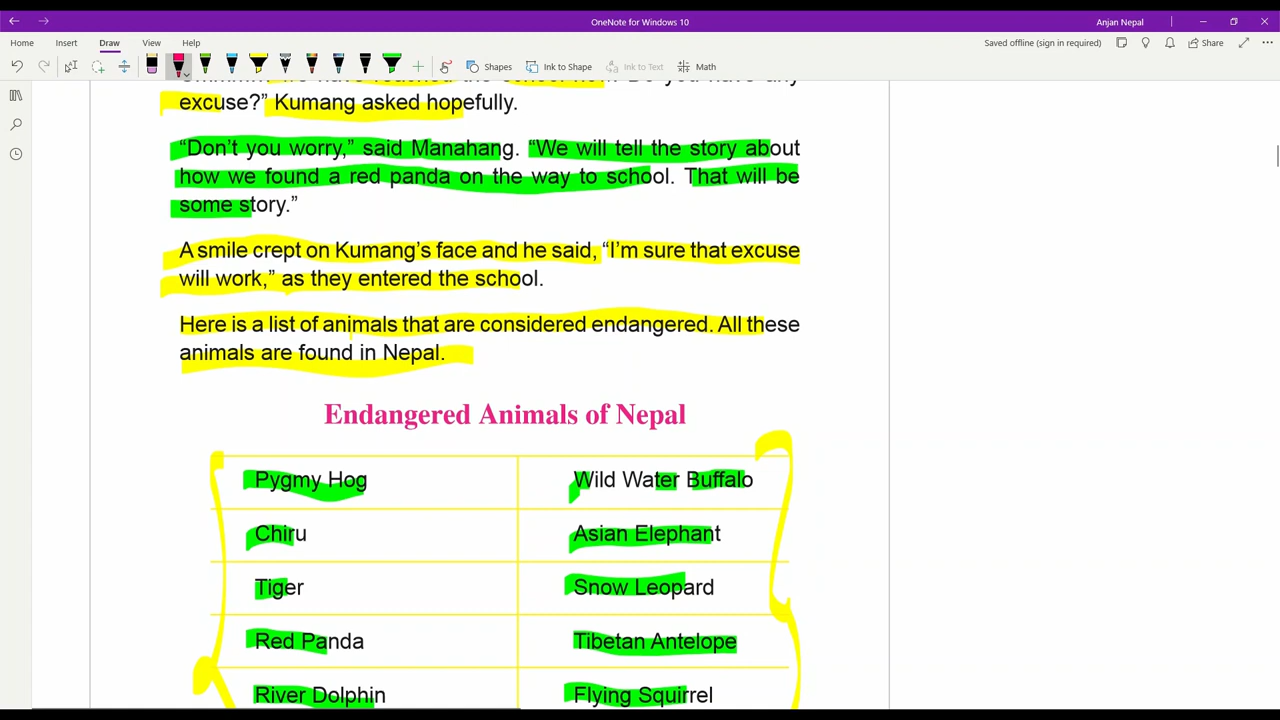 OneNote for Windows 10
Anjan Nepal
Home Insert Draw View Help
Saved offline (sign in required) Share
Shapes Ink to Shape Ink to Text Math
excuse?” Kumang asked hopefully.
“Don’t you worry,” said Manahang. “We will tell the story about
how we found a red panda on the way to school. That will be
some story.”
A smile crept on Kumang’s face and he said, “I’m sure that excuse
will work,” as they entered the school.
Here is a list of animals that are considered endangered. All these
animals are found in Nepal.
Endangered Animals of Nepal
Pygmy Hog Wild Water Buffalo
Chiru Asian Elephant
Tiger Snow Leopard
Red Panda Tibetan Antelope
River Dolphin Flying Squirrel